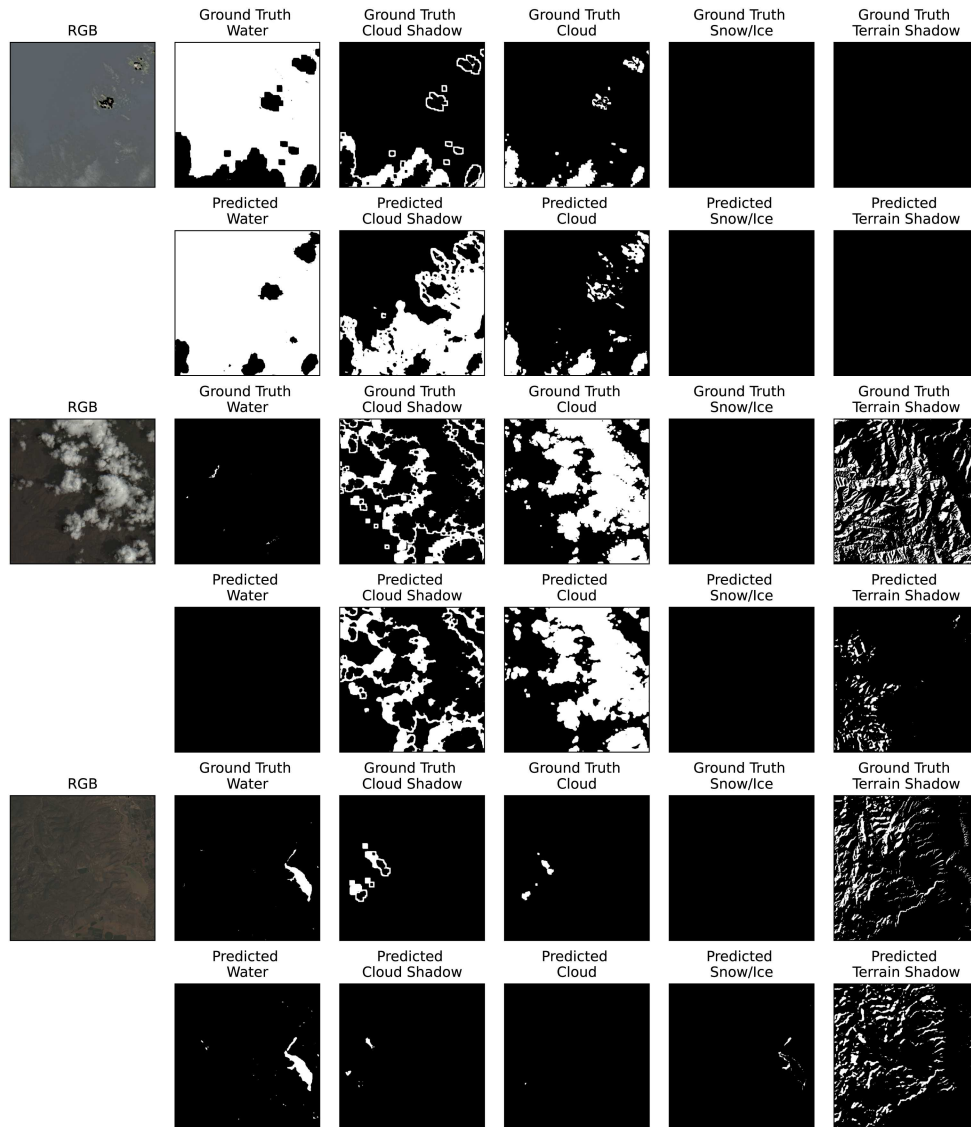 RGB
Ground Truth
Water
Ground Truth
Cloud Shadow
Ground Truth
Cloud
Ground Truth
Snow/Ice
Ground Truth
Terrain Shadow
Predicted
Water
Predicted
Cloud Shadow
Predicted
Cloud
Predicted
Snow/Ice
Predicted
Terrain Shadow
RGB
Ground Truth
Water
Ground Truth
Cloud Shadow
Ground Truth
Cloud
Ground Truth
Snow/Ice
Ground Truth
Terrain Shadow
Predicted
Water
Predicted
Cloud Shadow
Predicted
Cloud
Predicted
Snow/Ice
Predicted
Terrain Shadow
RGB
Ground Truth
Water
Ground Truth
Cloud Shadow
Ground Truth
Cloud
Ground Truth
Snow/Ice
Ground Truth
Terrain Shadow
Predicted
Water
Predicted
Cloud Shadow
Predicted
Cloud
Predicted
Snow/Ice
Predicted
Terrain Shadow